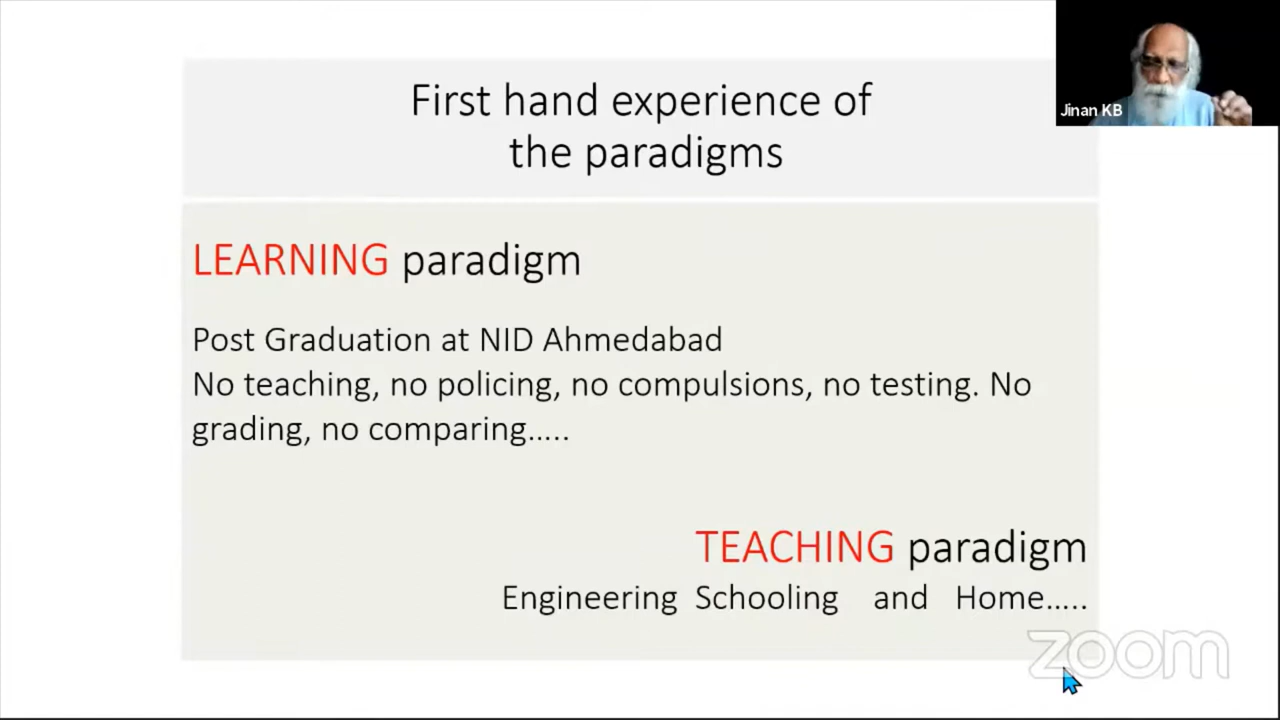 First hand experience of
the paradigms
Jinan KB
LEARNING paradigm
Post Graduation at NID Ahmedabad
No teaching, no policing, no compulsions, no testing. No
grading, no comparing.....
TEACHING paradigm
Engineering Schooling and Home.....
zoom